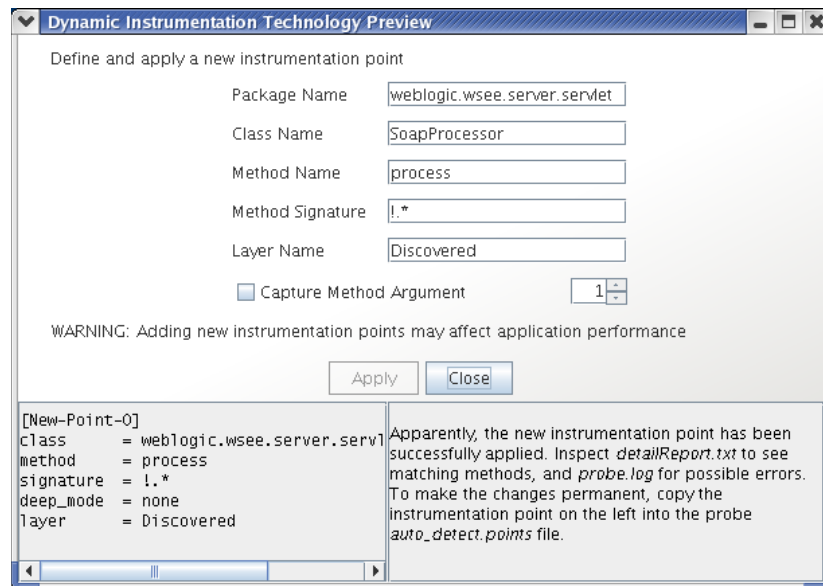 Dynamic Instrumentation Technology Preview
Define and apply a new instrumentation point
Package Name weblogic.wsee.server.servlet
Class Name SoapProcessor
Method Name process
Method Signature !.*
Layer Name Discovered
Capture Method Argument 1
WARNING: Adding new instrumentation points may affect application performance
Apply Close
[New-Point-0]
class = weblogic.wsee.server.servl
method = process
signature = !.*
deep_mode = none
layer = Discovered
Apparently, the new instrumentation point has been
successfully applied. Inspect detailReport.txt to see
matching methods, and probe.log for possible errors.
To make the changes permanent, copy the
instrumentation point on the left into the probe
auto_detect.points file.